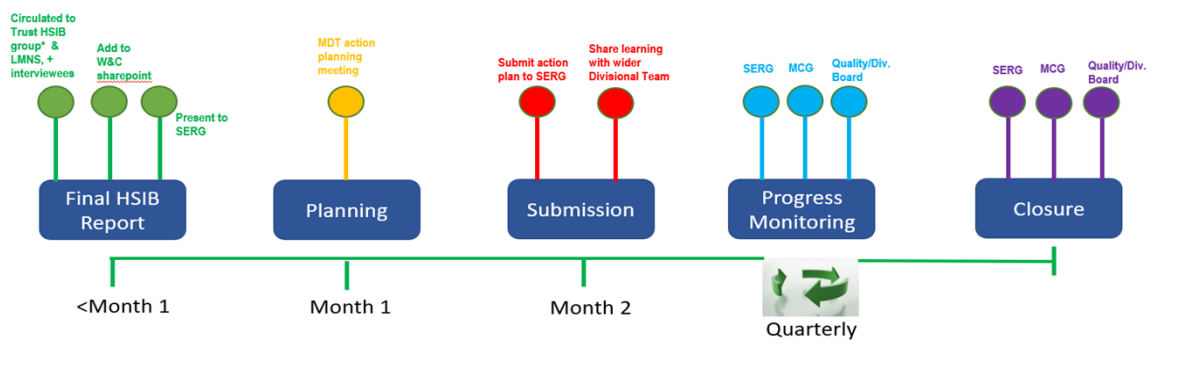 Circulated to
Trust HSIB
group* &
LMNS, +
interviewees
Add to
W&C
sharepoint
Present to
SERG
MDT action
planning
meeting
Submit action
plan to SERG
Share learning
with wider
Divisional Team
SERG
MCG
Quality/Div.
Board
SERG
MCG
Quality/Div.
Board
Final HSIB
Report
Planning
Submission
Progress
Monitoring
Closure
<Month 1
Month 1
Month 2
Quarterly